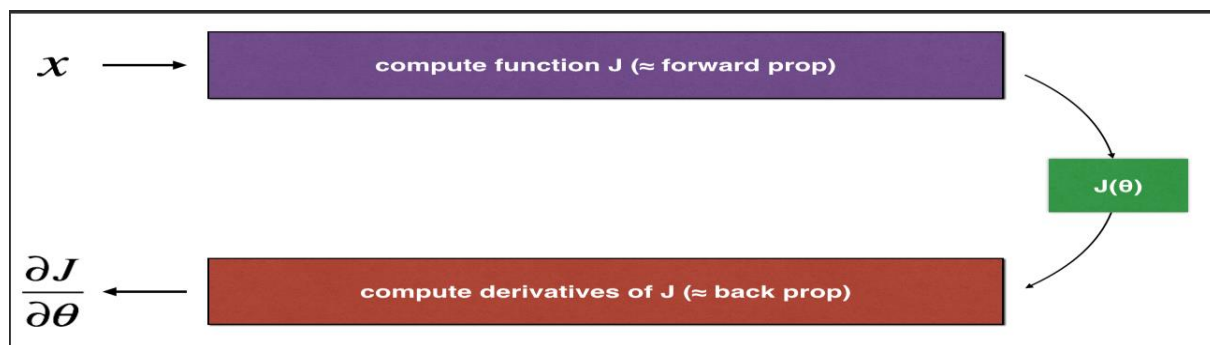 x
compute function J (≈ forward prop)
J(θ)
∂J
∂θ
compute derivatives of J (≈ back prop)